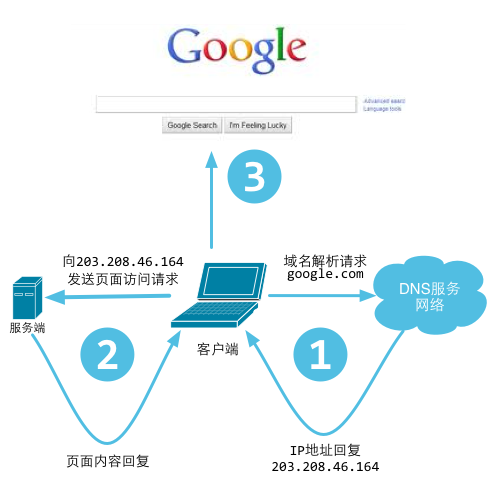 Google
Advanced search
Language tools
Google Search
I'm Feeling Lucky
3
向203.208.46.164
发送页面访问请求
域名解析请求
google.com
DNS服务
网络
服务端
客户端
2
1
页面内容回复
IP地址回复
203.208.46.164